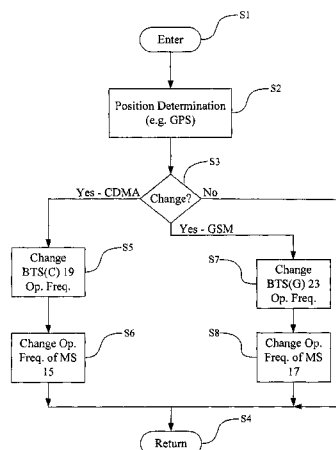 S1
Enter
S2
Position Determination
(e.g. GPS)
S3
Change?
Yes - CDMA
No
Yes - GSM
S5
Change
BTS(C) 19
Op. Freq.
S7
Change
BTS(G) 23
Op. Freq.
S6
Change Op.
Freq. of MS
15
S8
Change Op.
Freq. of MS
17
S4
Return